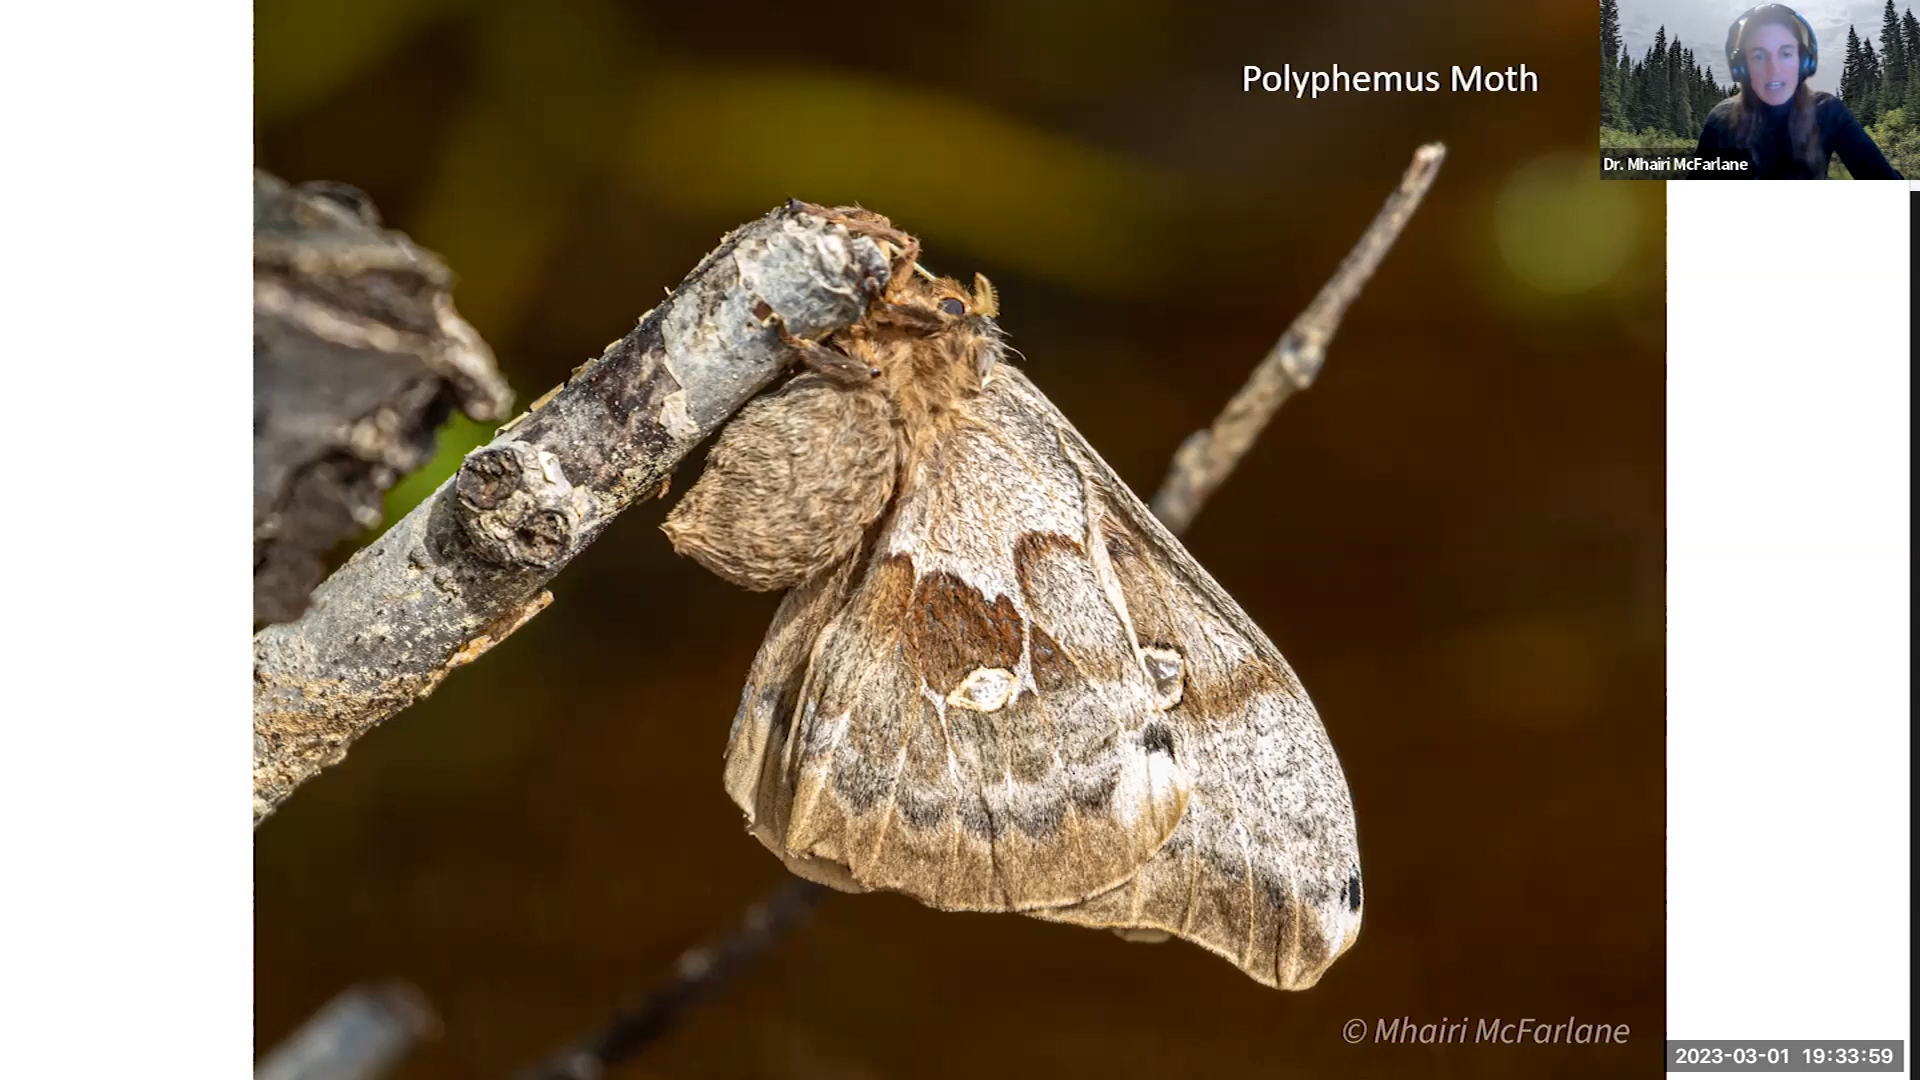 Polyphemus Moth
Dr. Mhairi McFarlane
© Mhairi McFarlane
2023-03-01 19:33:59